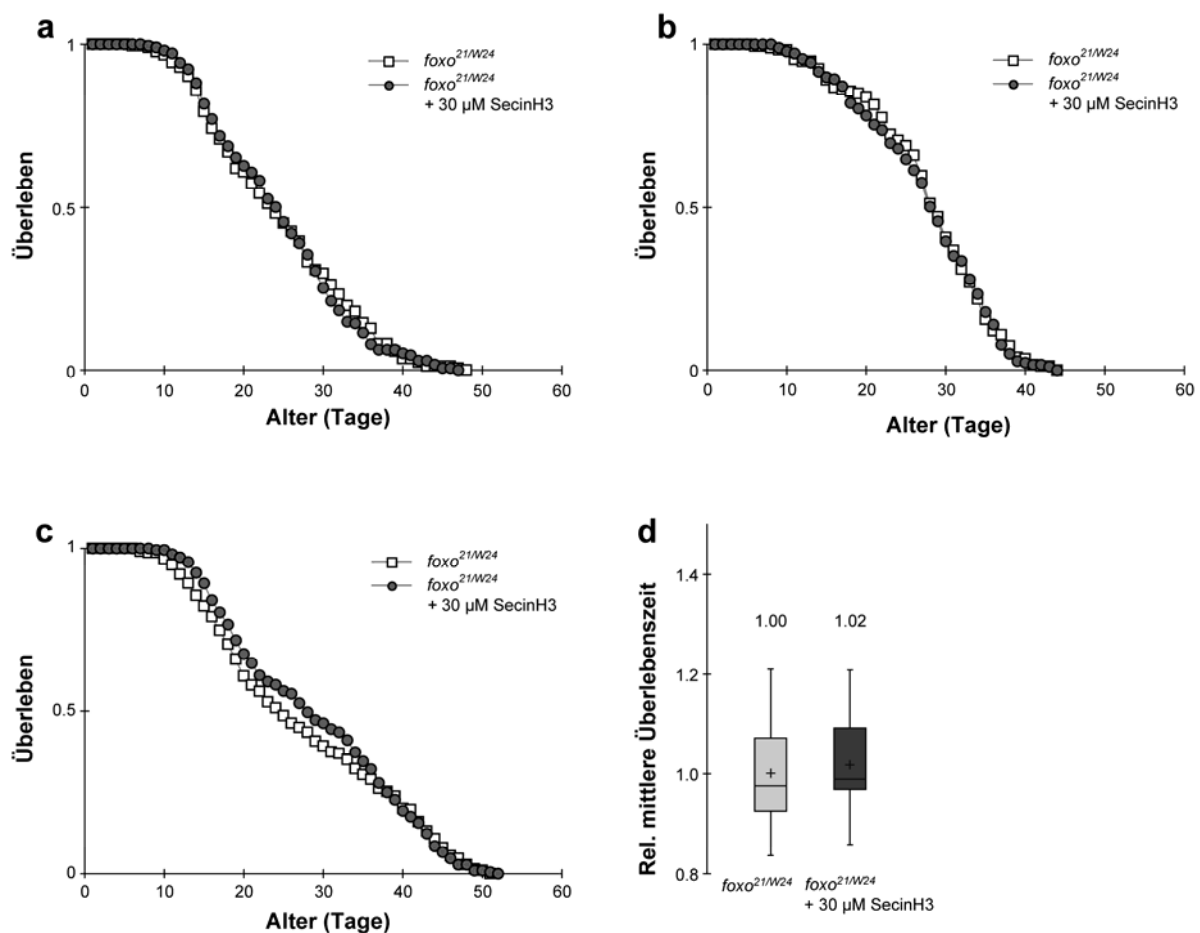 a
1
0.5
0
Überleben
0 10 20 30 40 50 60
Alter (Tage)
foxo21/W24
foxo21/W24
+ 30 µM SecinH3
b
1
0.5
0
Überleben
0 10 20 30 40 50 60
Alter (Tage)
foxo21/W24
foxo21/W24
+ 30 µM SecinH3
c
1
0.5
0
Überleben
0 10 20 30 40 50 60
Alter (Tage)
foxo21/W24
foxo21/W24
+ 30 µM SecinH3
d
Rel. mittlere Überlebenszeit
1.4
1.2
1.0
0.8
1.00 1.02
foxo21/W24
foxo21/W24
+ 30 µM SecinH3